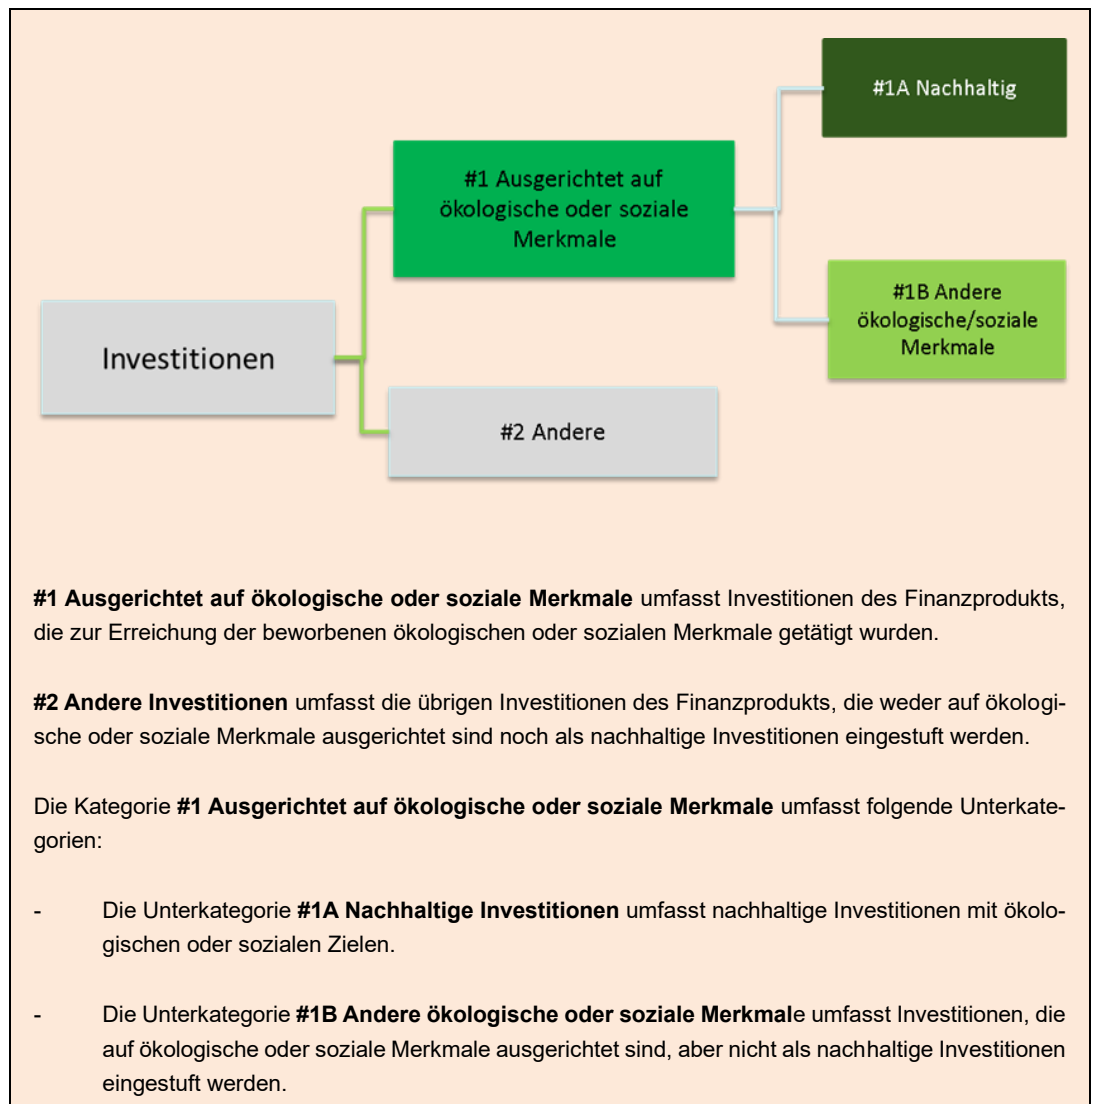 #1A Nachhaltig
#1 Ausgerichtet auf
ökologische oder soziale
Merkmale
#1B Andere
ökologische/soziale
Merkmale
Investitionen
#2 Andere
#1 Ausgerichtet auf ökologische oder soziale Merkmale umfasst Investitionen des Finanzprodukts,
die zur Erreichung der beworbenen ökologischen oder sozialen Merkmale getätigt wurden.
#2 Andere Investitionen umfasst die übrigen Investitionen des Finanzprodukts, die weder auf ökologi-
sche oder soziale Merkmale ausgerichtet sind noch als nachhaltige Investitionen eingestuft werden.
Die Kategorie #1 Ausgerichtet auf ökologische oder soziale Merkmale umfasst folgende Unterkate-
gorien:
- Die Unterkategorie #1A Nachhaltige Investitionen umfasst nachhaltige Investitionen mit ökolo-
gischen oder sozialen Zielen.
- Die Unterkategorie #1B Andere ökologische oder soziale Merkmale umfasst Investitionen, die
auf ökologische oder soziale Merkmale ausgerichtet sind, aber nicht als nachhaltige Investitionen
eingestuft werden.